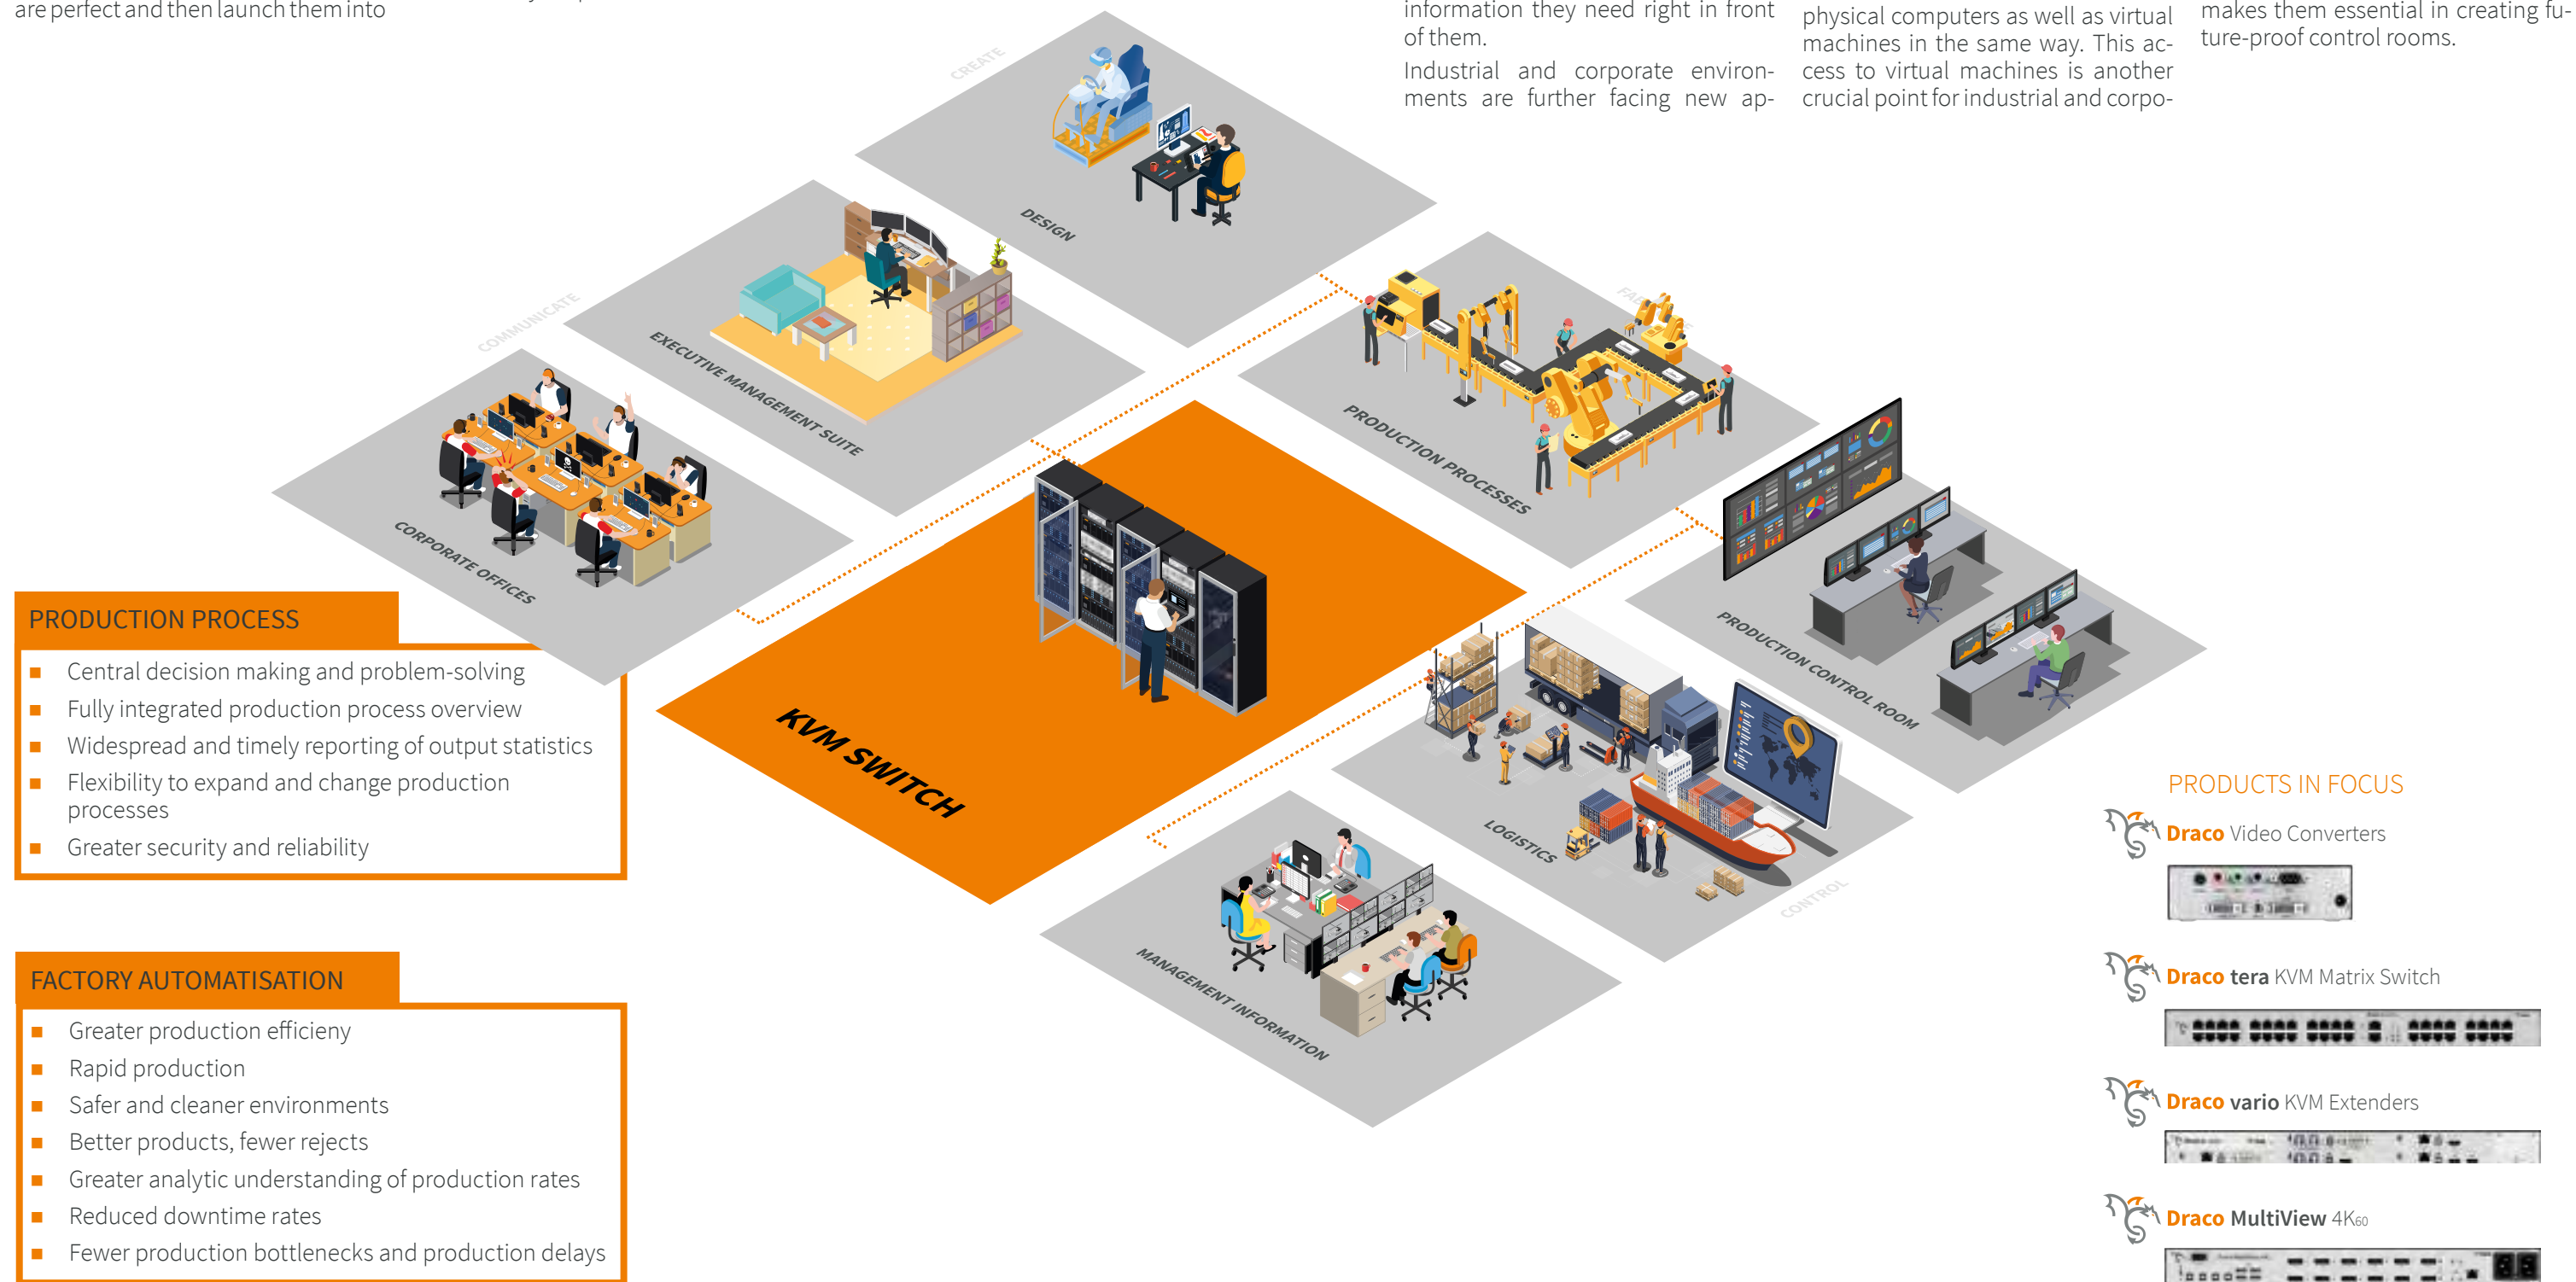 are perfect and then launch them into
information they need right in front
of them.
Industrial and corporate environ-
ments are further facing new ap-
physical computers as well as virtual
machines in the same way. This ac-
cess to virtual machines is another
crucial point for industrial and corpo-
makes them essential in creating fu-
ture-proof control rooms.
CREATE
DESIGN
COMMUNICATE
EXECUTIVE MANAGEMENT SUITE
CORPORATE OFFICES
PRODUCTION PROCESSES
PRODUCTION CONTROL ROOM
KVM SWITCH
LOGISTICS
CONTROL
MANAGEMENT INFORMATION
PRODUCTION PROCESS
Central decision making and problem-solving
Fully integrated production process overview
Widespread and timely reporting of output statistics
Flexibility to expand and change production
processes
Greater security and reliability
FACTORY AUTOMATISATION
Greater production efficieny
Rapid production
Safer and cleaner environments
Better products, fewer rejects
Greater analytic understanding of production rates
Reduced downtime rates
Fewer production bottlenecks and production delays
PRODUCTS IN FOCUS
Draco Video Converters
Draco tera KVM Matrix Switch
Draco vario KVM Extenders
Draco MultiView 4K60